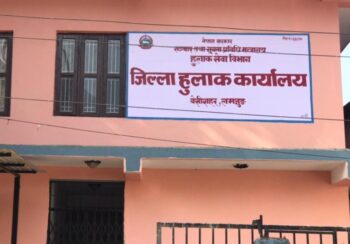 नेपाल सरकार
सञ्चार तथा सूचना प्रविधि मन्त्रालय
हुलाक सेवा विभाग
जिल्ला हुलाक कार्यालय
बेसीशहर, लमजुङ